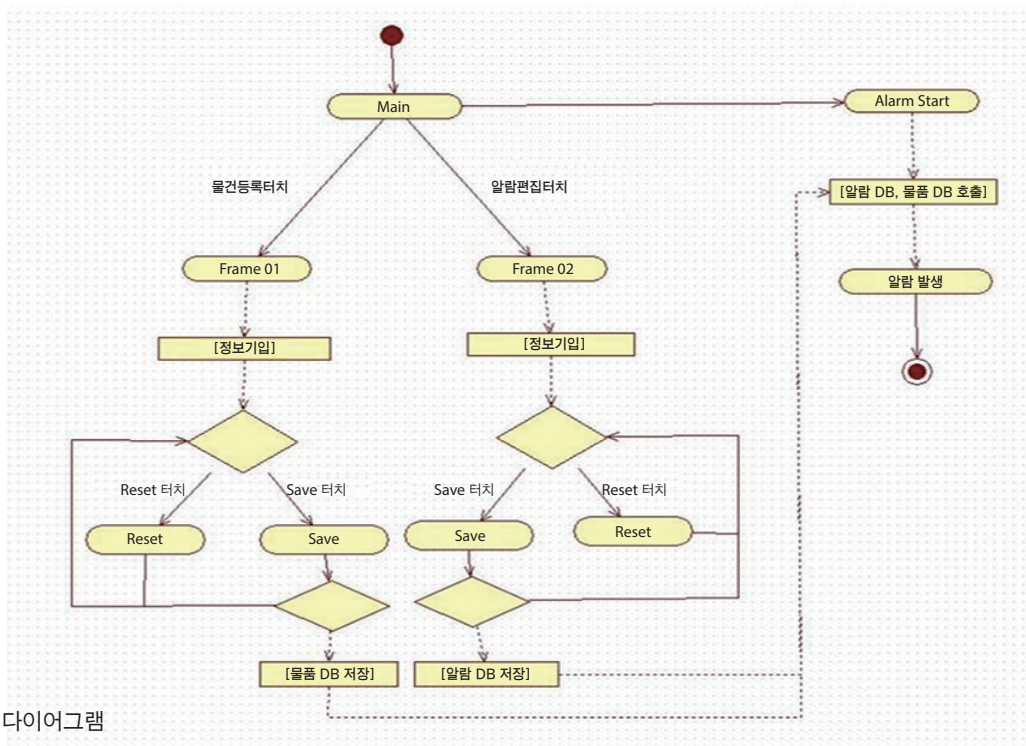 Main
Alarm Start
물건등록터치
알람편집터치
[알람 DB, 물품 DB 호출]
Frame 01
Frame 02
알람 발생
[정보기입]
[정보기입]
Reset 터치
Save 터치
Save 터치
Reset 터치
Reset
Save
Save
Reset
[물품 DB 저장]
[알람 DB 저장]
다이어그램